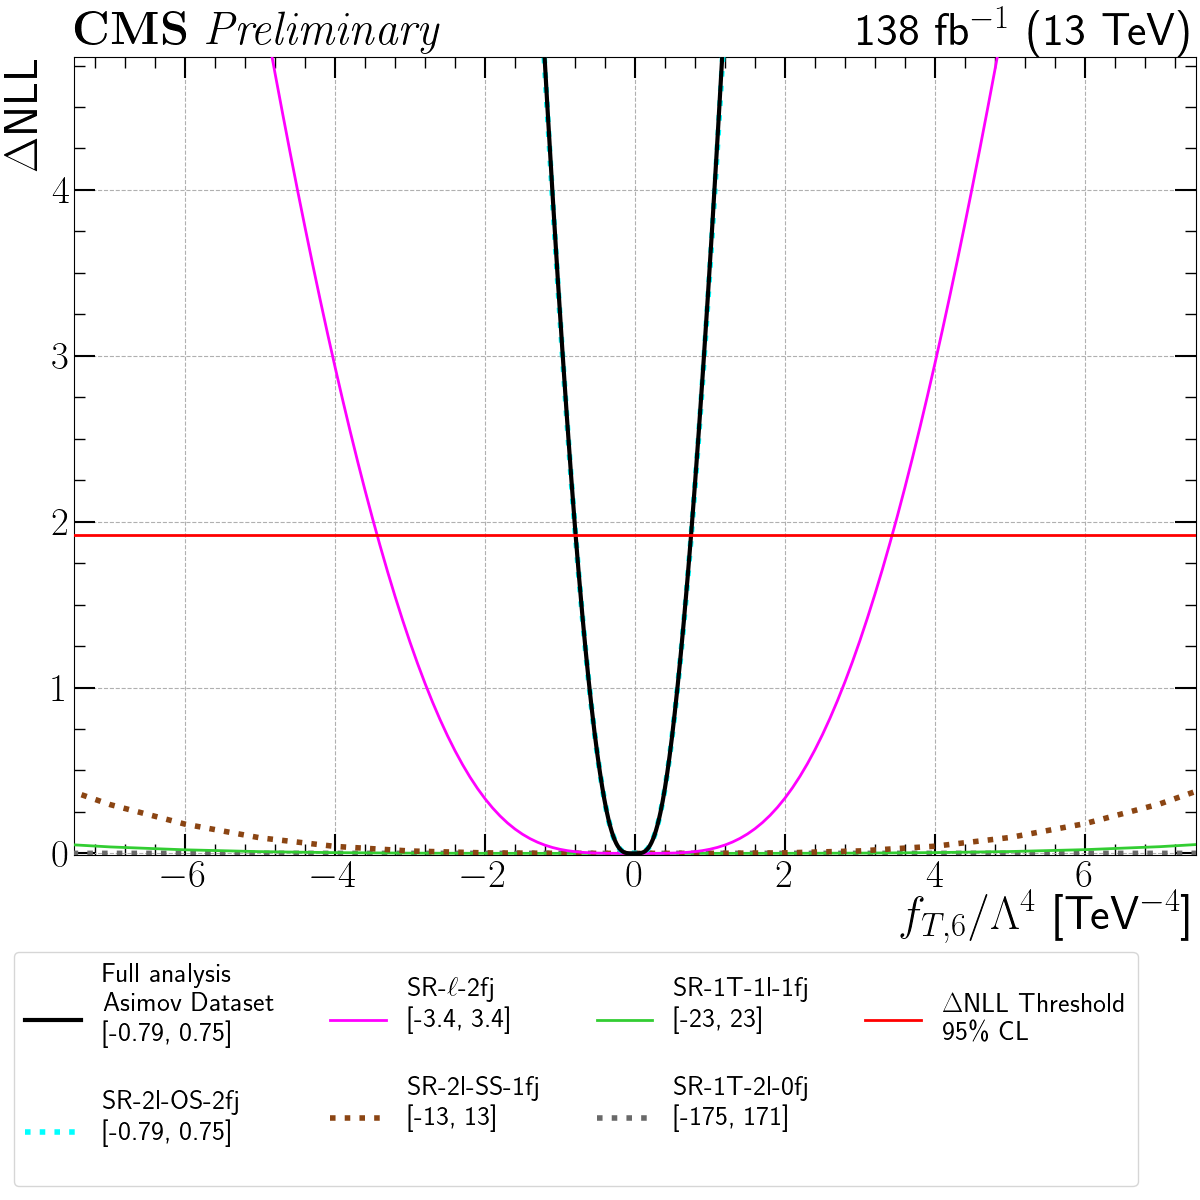 CMS Preliminary
138 fb⁻¹ (13 TeV)
ΔNLL
4
3
2
1
0
−6 −4 −2 0 2 4 6
f_{T,6}/Λ⁴ [TeV⁻⁴]
Full analysis
Asimov Dataset
[-0.79, 0.75]
SR-2l-OS-2fj
[-0.79, 0.75]
SR-ℓ-2fj
[-3.4, 3.4]
SR-2l-SS-1fj
[-13, 13]
SR-1T-1l-1fj
[-23, 23]
SR-1T-2l-0fj
[-175, 171]
ΔNLL Threshold
95% CL